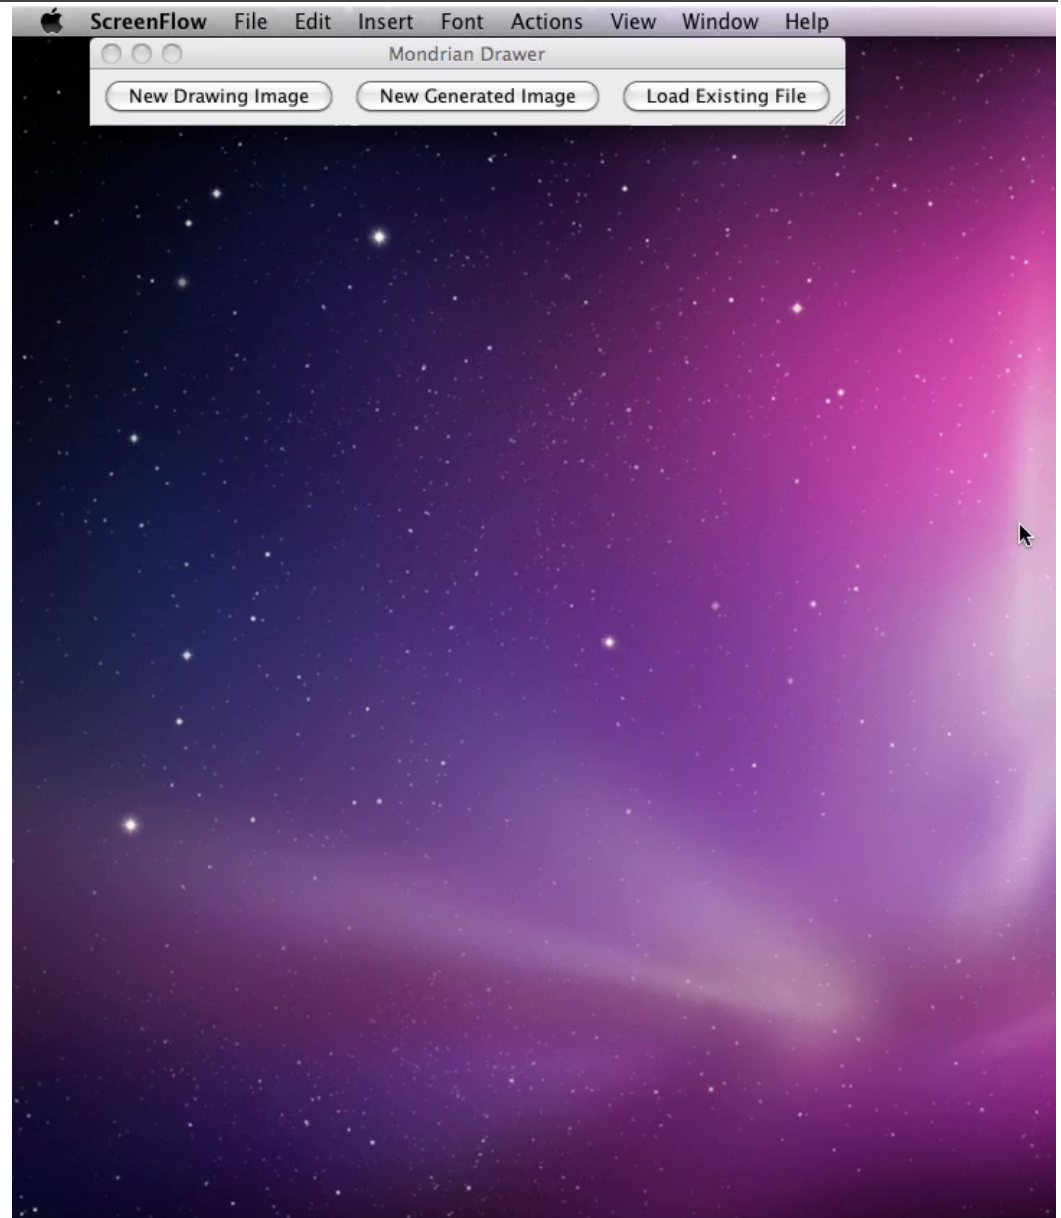 ScreenFlow File Edit Insert Font Actions View Window Help
Mondrian Drawer
New Drawing Image New Generated Image Load Existing File